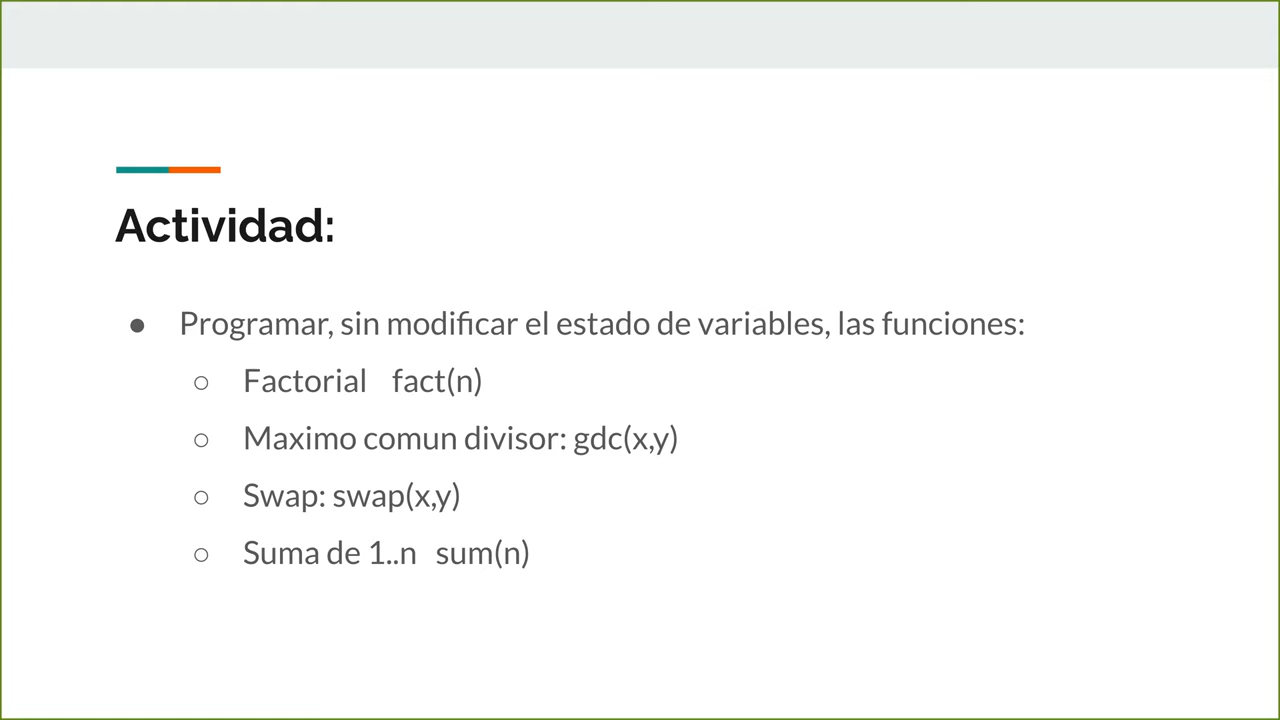 Actividad:
● Programar, sin modificar el estado de variables, las funciones:
○ Factorial fact(n)
○ Maximo comun divisor: gdc(x,y)
○ Swap: swap(x,y)
○ Suma de 1..n sum(n)